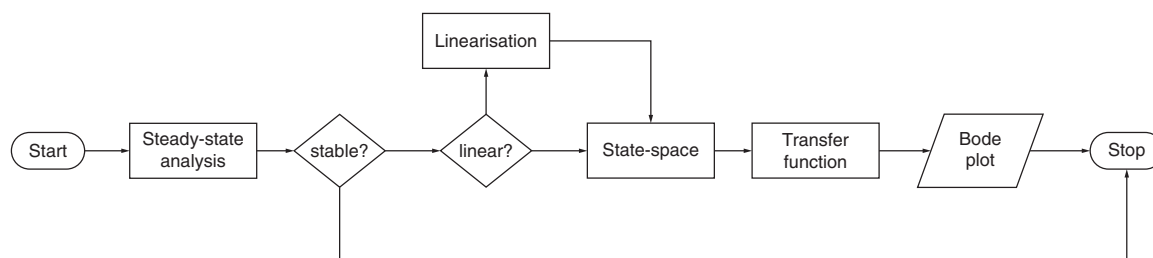 Linearisation
Start
Steady-state
analysis
stable?
linear?
State-space
Transfer
function
Bode
plot
Stop